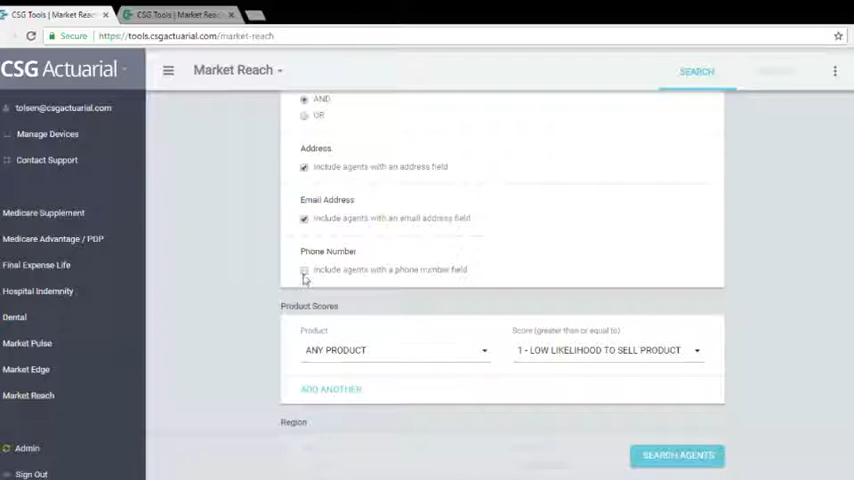 CSG Tools | Market Reach × CSG Tools | Market Reach ×
Secure https://tools.csgactuarial.com/market-reach
CSG Actuarial
Market Reach
SEARCH
tolsen@csgactuarial.com
Manage Devices
Contact Support
Medicare Supplement
Medicare Advantage / PDP
Final Expense Life
Hospital Indemnity
Dental
Market Pulse
Market Edge
Market Reach
Admin
Sign Out
AND
OR
Address
Include agents with an address field
Email Address
Include agents with an email address field
Phone Number
Include agents with a phone number field
Product Scores
Product Score (greater than or equal to)
ANY PRODUCT 1 - LOW LIKELIHOOD TO SELL PRODUCT
ADD ANOTHER
Region
SEARCH AGENTS